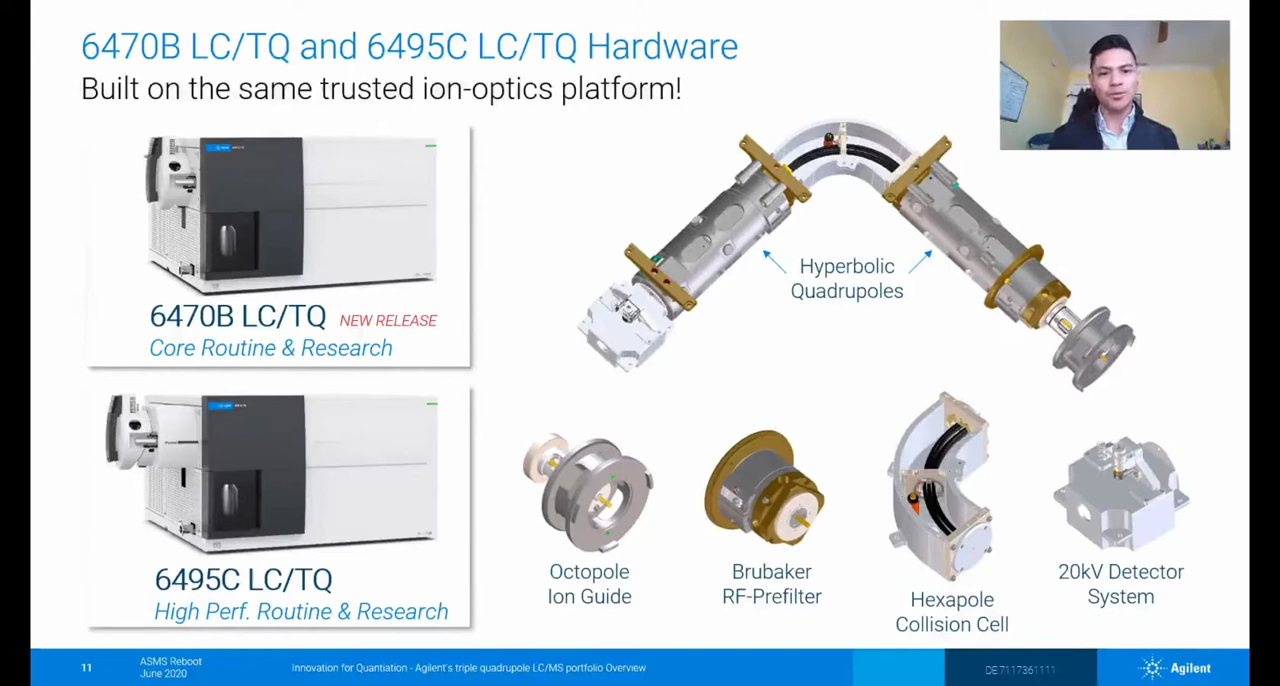 6470B LC/TQ and 6495C LC/TQ Hardware
Built on the same trusted ion-optics platform!
6470B LC/TQ NEW RELEASE
Core Routine & Research
6495C LC/TQ
High Perf. Routine & Research
Hyperbolic
Quadrupoles
Octopole
Ion Guide
Brubaker
RF-Prefilter
Hexapole
Collision Cell
20kV Detector
System
11
ASMS Reboot
June 2020
Innovation for Quantiation - Agilent's triple quadrupole LC/MS portfolio Overview
DE.7117361111
Agilent